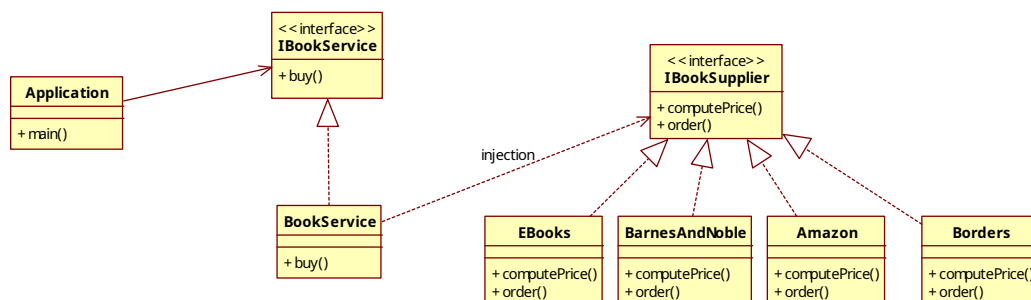 <<interface>>
IBookService
+ buy()
<<interface>>
IBookSupplier
+ computePrice()
+ order()
Application
+ main()
injection
BookService
+ buy()
EBooks
+ computePrice()
+ order()
BarnesAndNoble
+ computePrice()
+ order()
Amazon
+ computePrice()
+ order()
Borders
+ computePrice()
+ order()